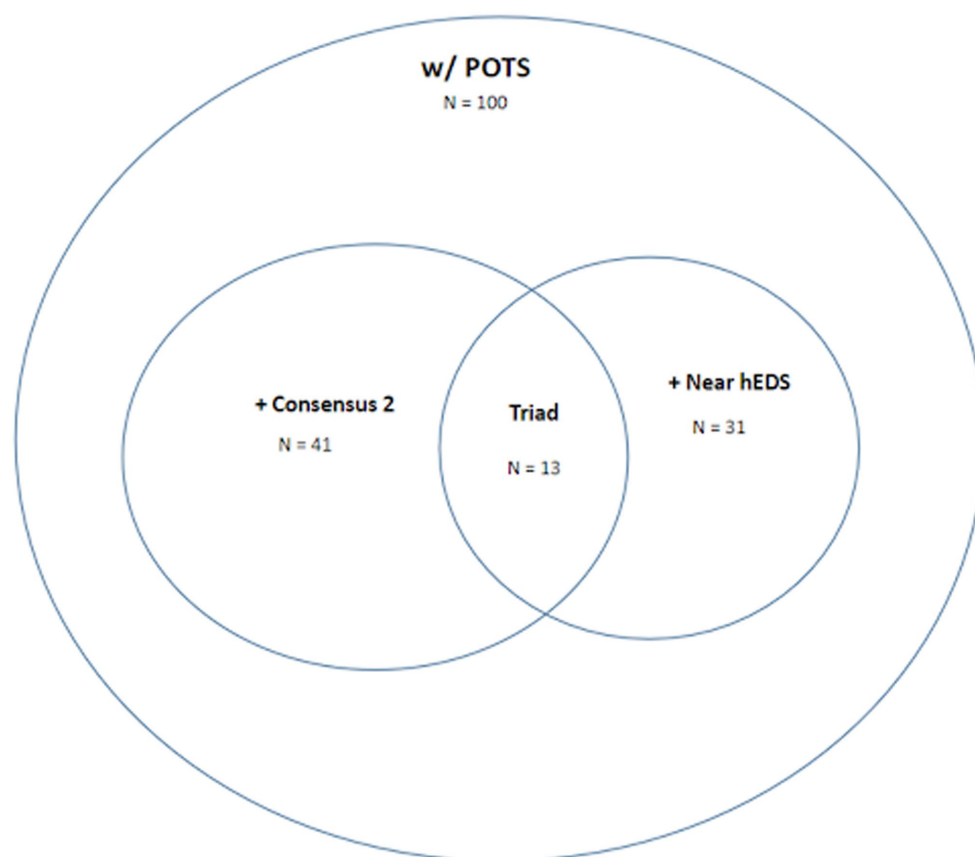 w/ POTS
N = 100
+ Consensus 2
N = 41
Triad
N = 13
+ Near hEDS
N = 31